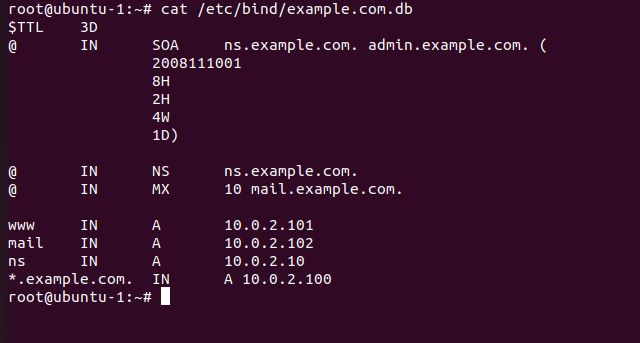 root@ubuntu-1:~# cat /etc/bind/example.com.db
$TTL    3D
@       IN      SOA     ns.example.com. admin.example.com. (
                2008111001
                8H
                2H
                4W
                1D)

@       IN      NS      ns.example.com.
@       IN      MX      10 mail.example.com.

www     IN      A       10.0.2.101
mail    IN      A       10.0.2.102
ns      IN      A       10.0.2.10
*.example.com.  IN      A 10.0.2.100
root@ubuntu-1:~#